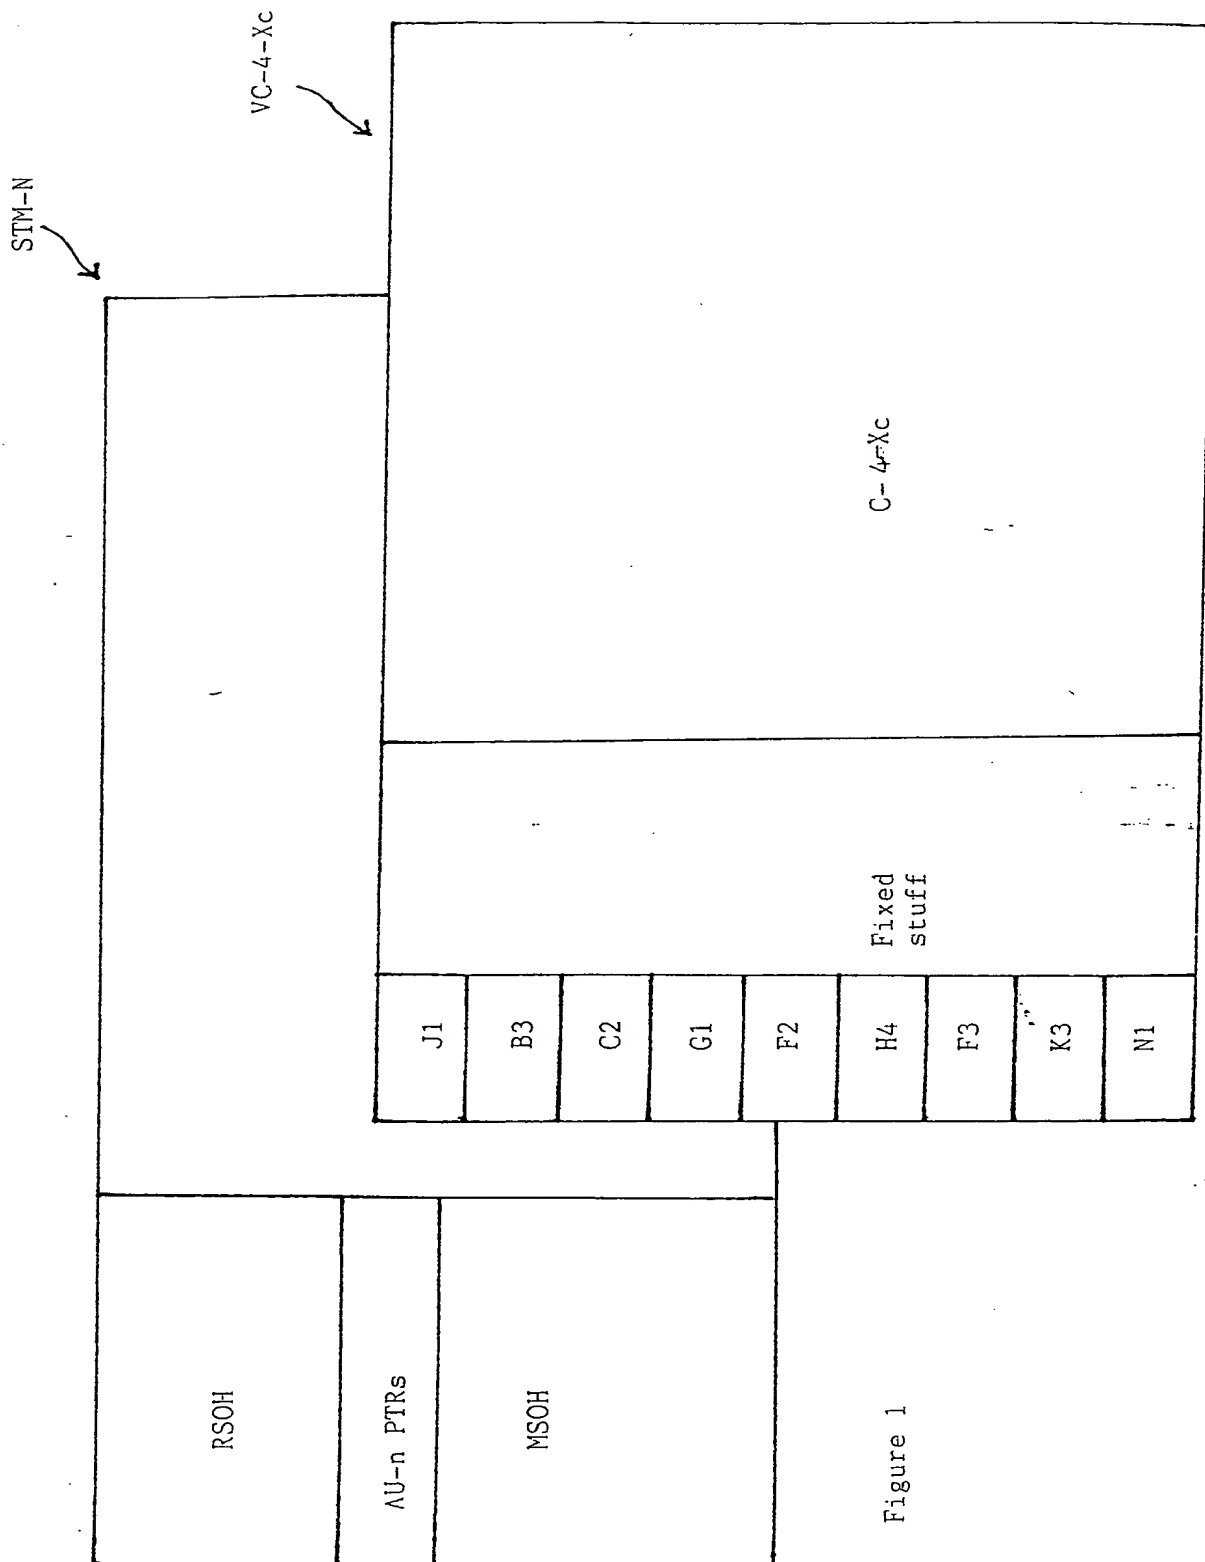 STM-N
VC-4-Xc
RSOH
AU-n PTRs
MSOH
J1
B3
C2
G1
F2
H4
F3
K3
N1
Fixed
stuff
C-4-Xc
Figure 1